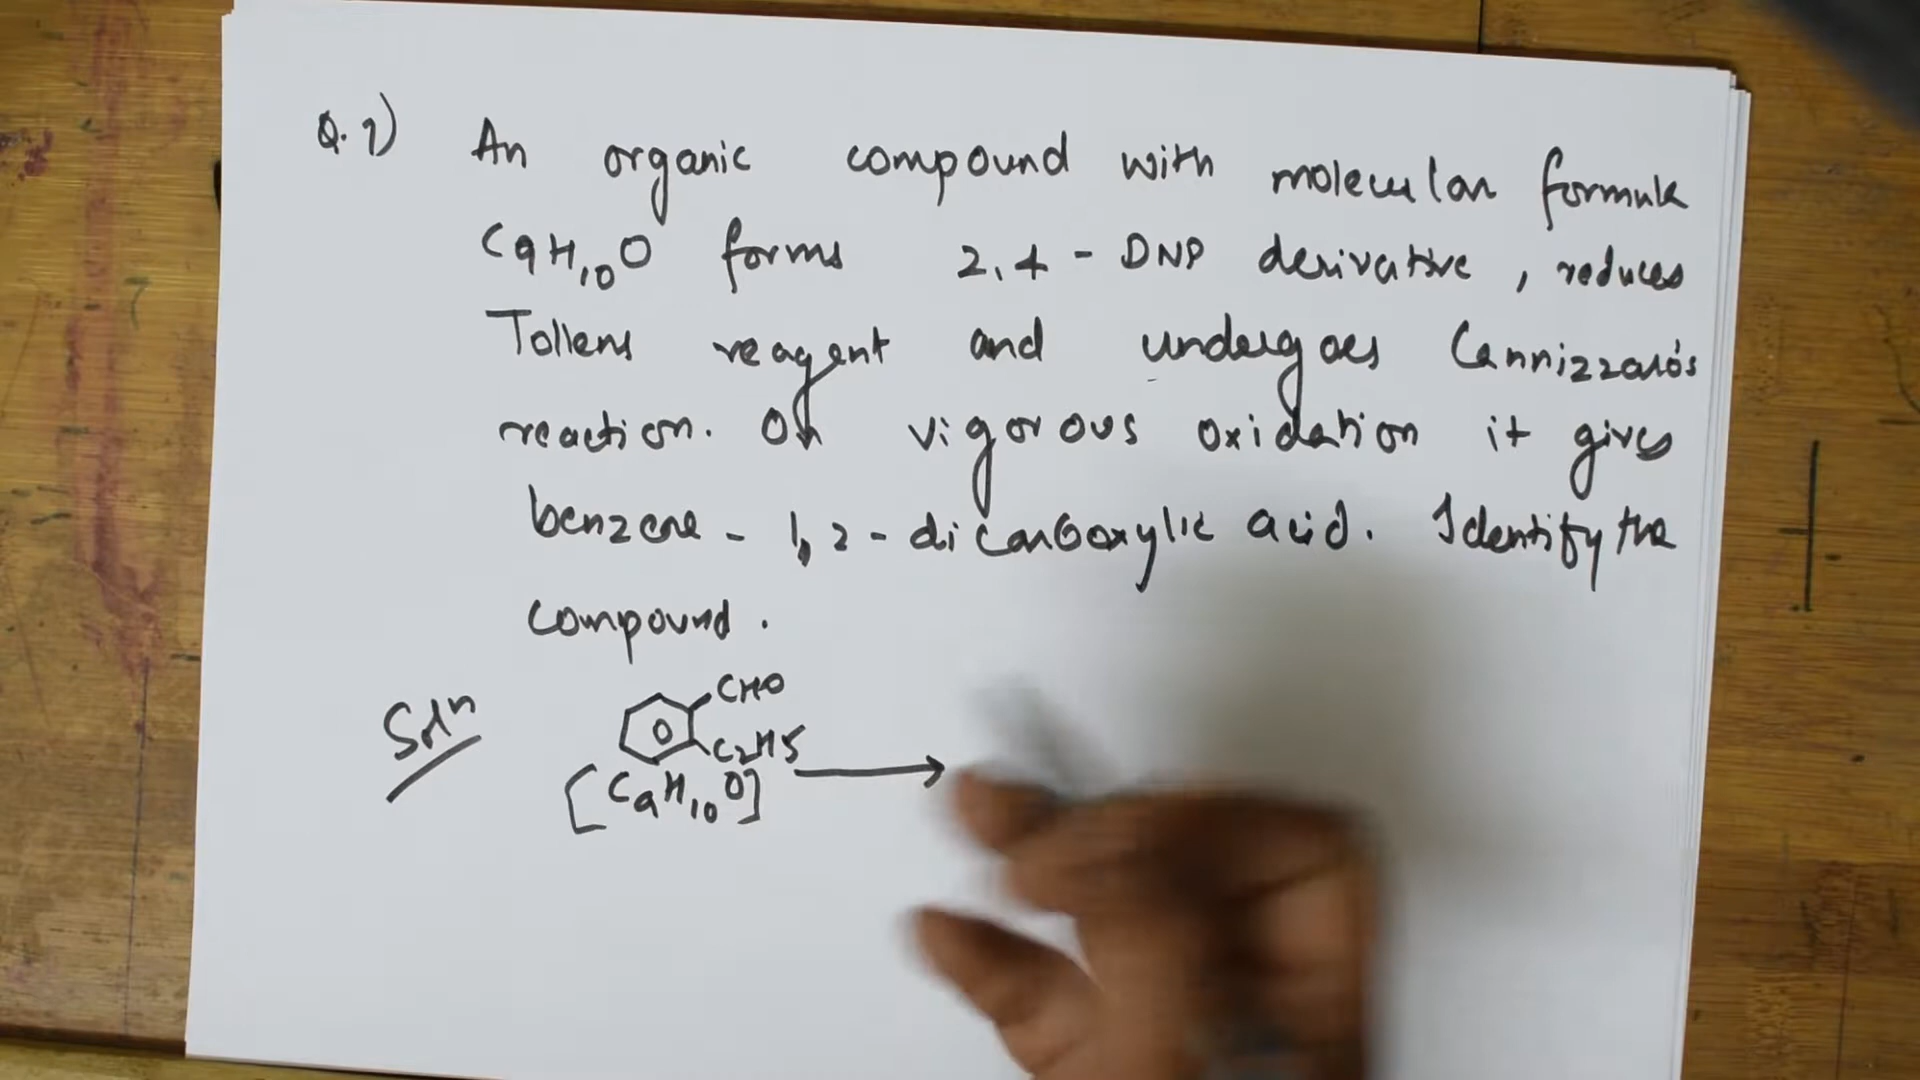 Q. 9) An organic compound with molecular formula
C9H10O forms 2,4 - DNP derivative, reduces
Tollens reagent and undergoes Cannizzaro's
reaction. On vigorous oxidation it gives
benzene - 1,2 - dicarboxylic acid. Identify the
compound.
Soln
CHO
C2H5
[C9H10O]